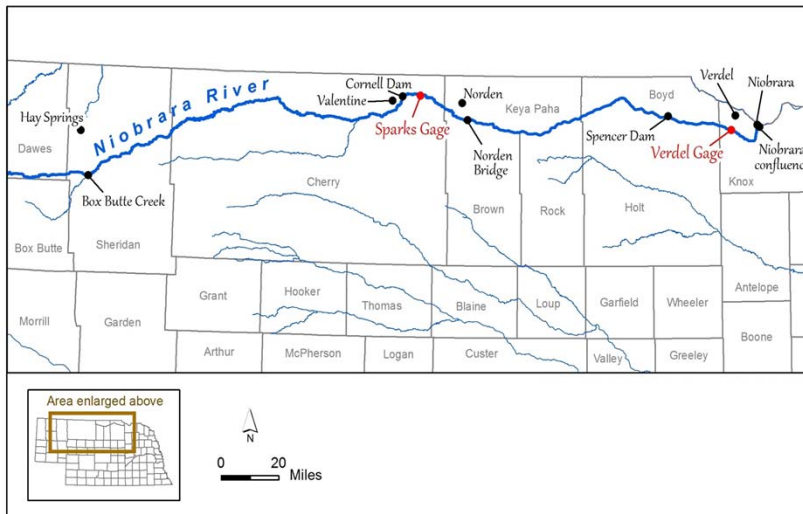 Cornell Dam
Verdel
Niobrara
Valentine
Norden
Boyd
Niobrara River
Keya Paha
Hay Springs
Sparks Gage
Spencer Dam
Dawes
Norden
Bridge
Verdel Gage
Niobrara
confluenc
Box Butte Creek
Cherry
Knox
Brown
Rock
Holt
Box Butte
Sheridan
Antelope
Grant
Hooker
Thomas
Blaine
Loup
Garfield
Wheeler
Morrill
Garden
Boone
Arthur
McPherson
Logan
Custer
Valley
Greeley
Area enlarged above
N
0 20
Miles